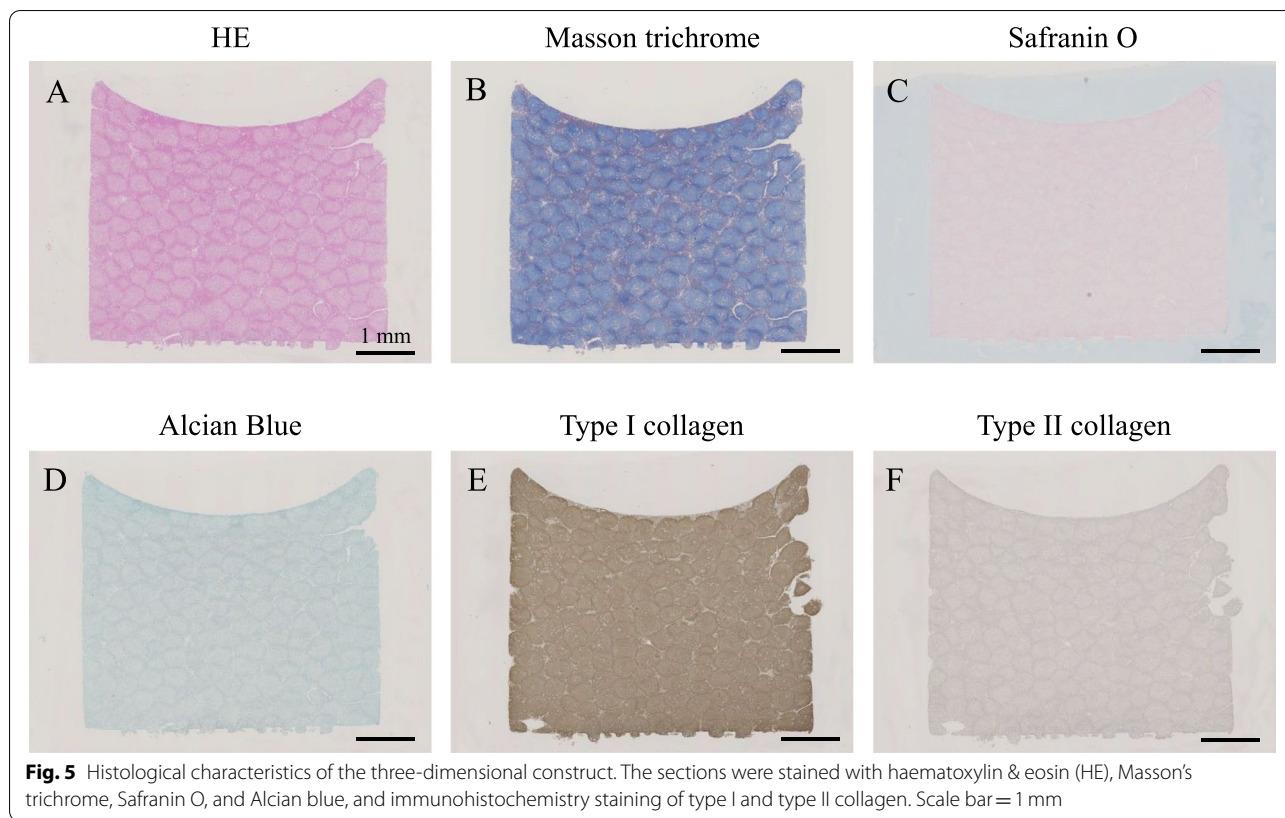 HE
Masson trichrome
Safranin O
A
B
C
1 mm
Alcian Blue
Type I collagen
Type II collagen
D
E
F
Fig. 5 Histological characteristics of the three-dimensional construct. The sections were stained with haematoxylin & eosin (HE), Masson's
trichrome, Safranin O, and Alcian blue, and immunohistochemistry staining of type I and type II collagen. Scale bar = 1 mm